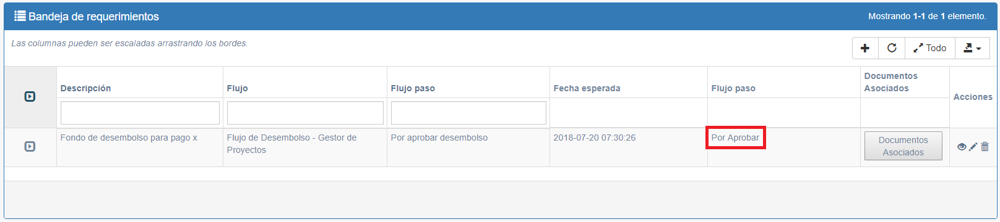 Bandeja de requerimientos
Mostrando 1-1 de 1 elemento.
Las columnas pueden ser escaladas arrastrando los bordes.
Todo
Descripción
Flujo
Flujo paso
Fecha esperada
Flujo paso
Documentos
Asociados
Acciones
Fondo de desembolso para pago x
Flujo de Desembolso - Gestor de
Proyectos
Por aprobar desembolso
2018-07-20 07:30:26
Por Aprobar
Documentos
Asociados